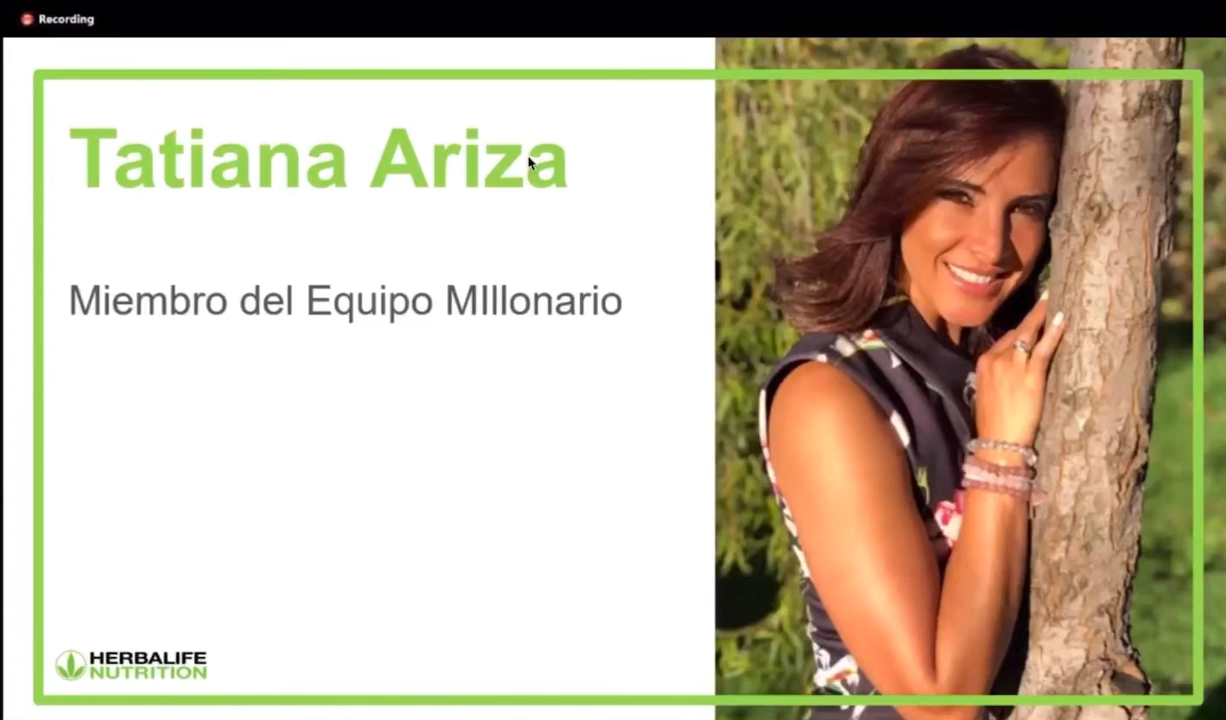 Recording
Tatiana Ariza
Miembro del Equipo MIllonario
HERBALIFE
NUTRITION